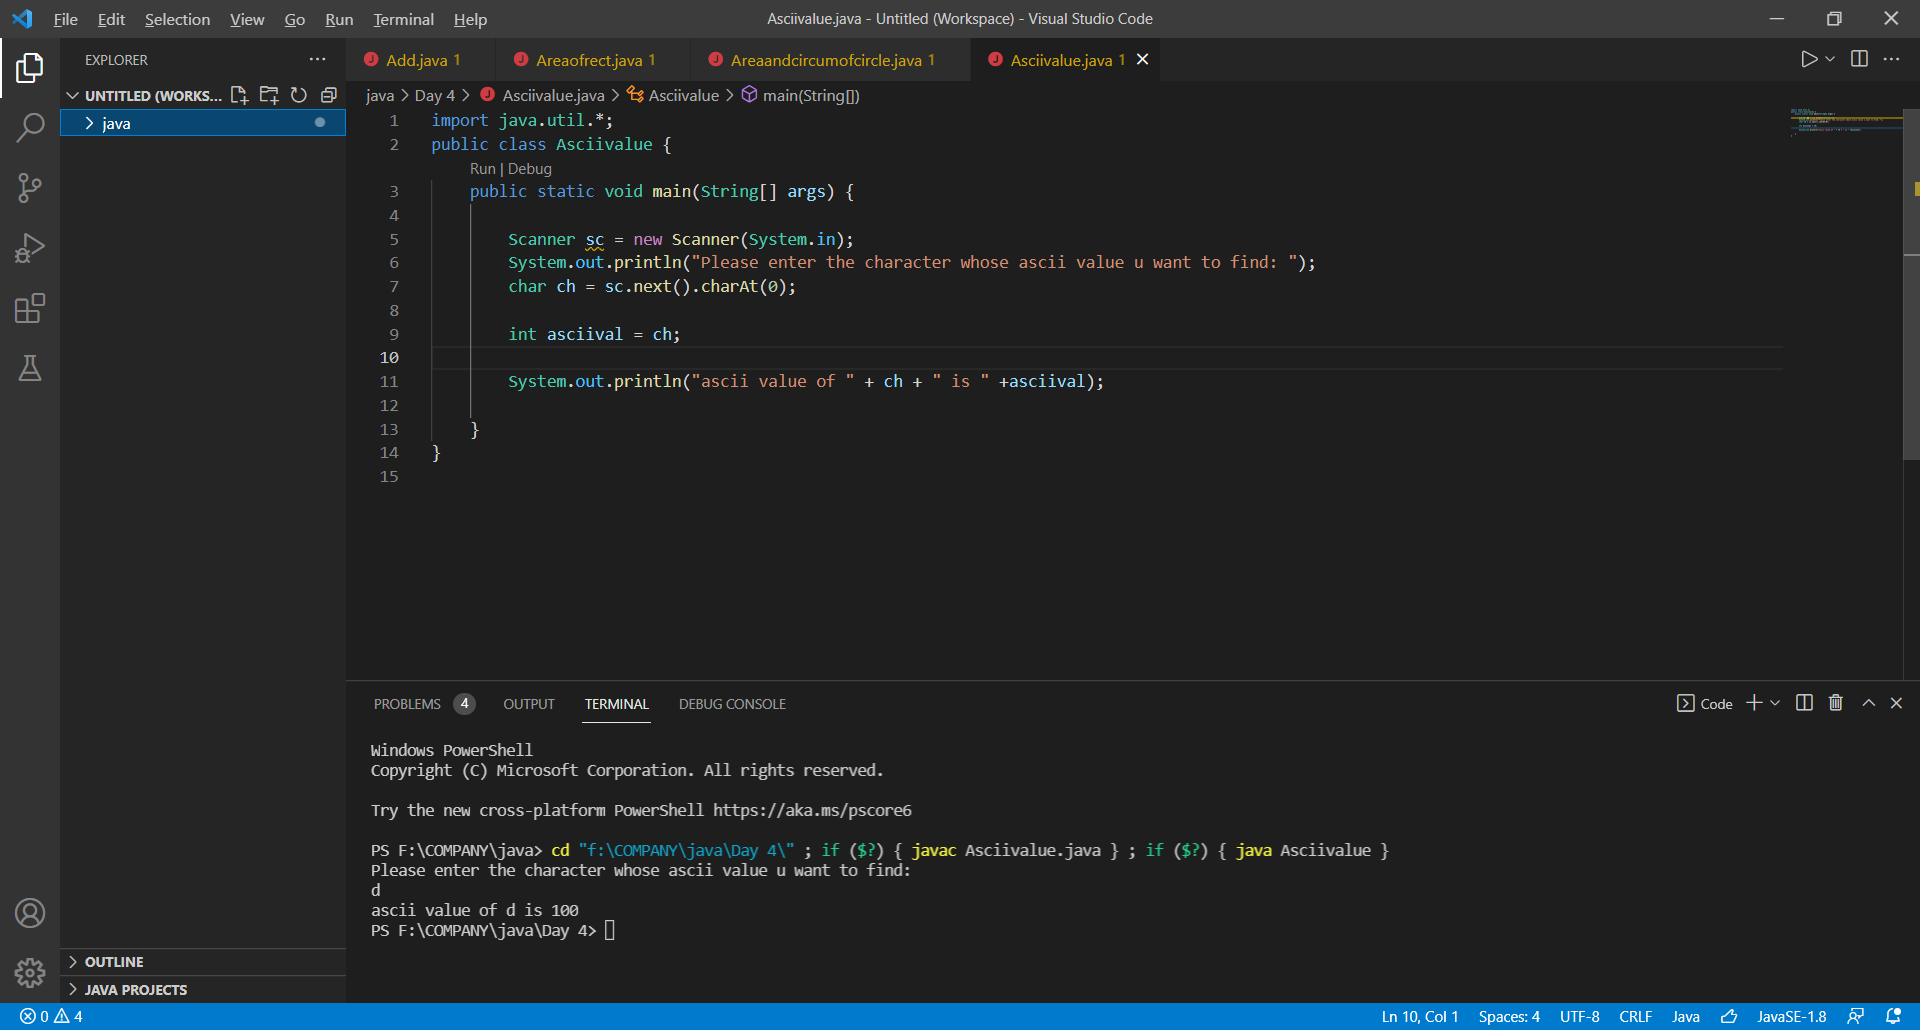 File Edit Selection View Go Run Terminal Help
Asciivalue.java - Untitled (Workspace) - Visual Studio Code
EXPLORER
Add.java 1 Areaofrect.java 1 Areaandcircumofcircle.java 1 Asciivalue.java 1
UNTITLED (WORKS...
java
java > Day 4 > Asciivalue.java > Asciivalue > main(String[])
1 import java.util.*;
2 public class Asciivalue {
Run | Debug
3 public static void main(String[] args) {
4
5 Scanner sc = new Scanner(System.in);
6 System.out.println("Please enter the character whose ascii value u want to find: ");
7 char ch = sc.next().charAt(0);
8
9 int asciival = ch;
10
11 System.out.println("ascii value of " + ch + " is " +asciival);
12
13 }
14 }
15
PROBLEMS 4 OUTPUT TERMINAL DEBUG CONSOLE
Code
Windows PowerShell
Copyright (C) Microsoft Corporation. All rights reserved.
Try the new cross-platform PowerShell https://aka.ms/pscore6
PS F:\COMPANY\java> cd "f:\COMPANY\java\Day 4\" ; if ($?) { javac Asciivalue.java } ; if ($?) { java Asciivalue }
Please enter the character whose ascii value u want to find:
d
ascii value of d is 100
PS F:\COMPANY\java\Day 4>
OUTLINE
JAVA PROJECTS
0 4
Ln 10, Col 1 Spaces: 4 UTF-8 CRLF Java JavaSE-1.8